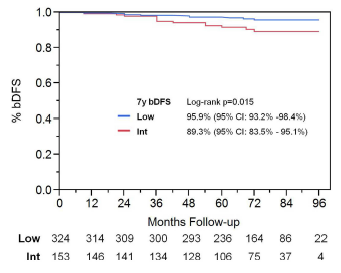 1.0
0.8
0.6
0.4
0.2
0.0
% bDFS
7y bDFS Log-rank p=0.015
Low 95.9% (95% CI: 93.2% -98.4%)
Int 89.3% (95% CI: 83.5% - 95.1%)
0 12 24 36 48 60 72 84 96
Months Follow-up
Low 324 314 309 300 293 236 164 86 22
Int 153 146 141 134 128 106 75 37 4